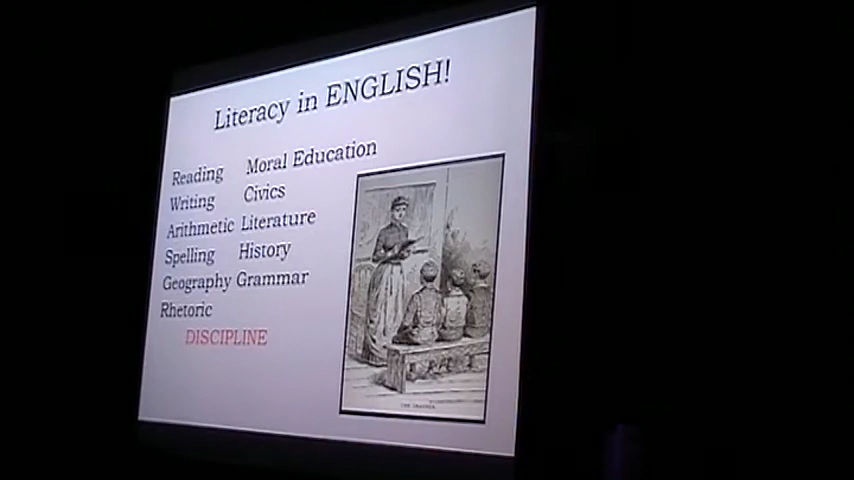 Literacy in ENGLISH!
Reading Moral Education
Writing Civics
Arithmetic Literature
Spelling History
Geography Grammar
Rhetoric
DISCIPLINE